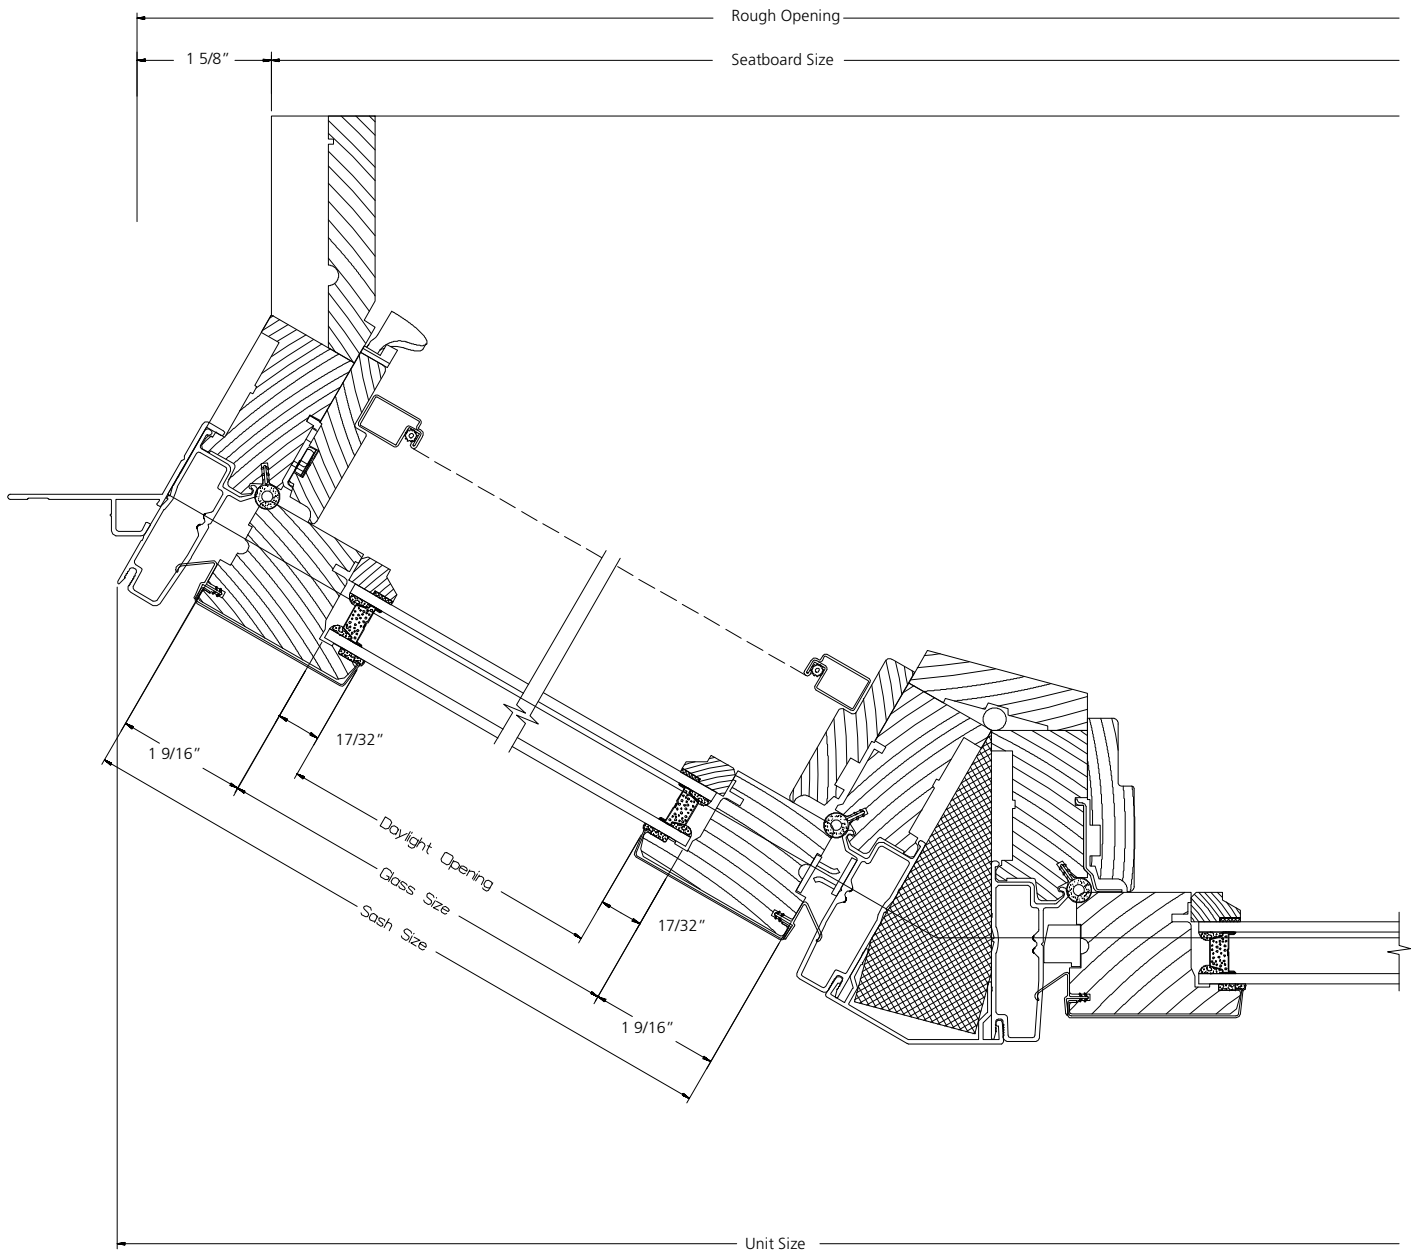 Rough Opening
1 5/8”
Seatboard Size
1 9/16”
17/32”
Daylight Opening
Glass Size
Sash Size
17/32”
1 9/16”
Unit Size